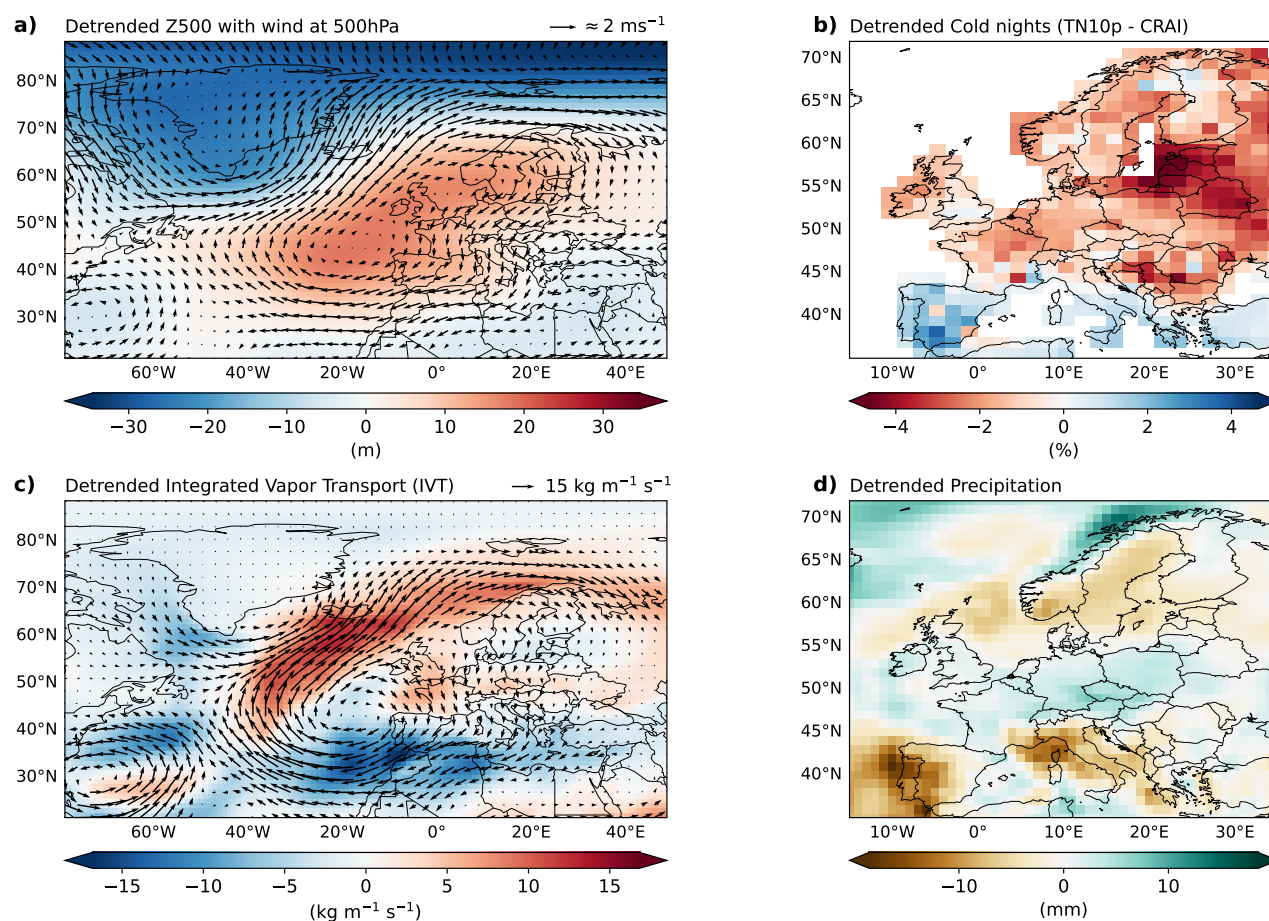 a) Detrended Z500 with wind at 500hPa ≈ 2 ms⁻¹
80°N
70°N
60°N
50°N
40°N
30°N
60°W 40°W 20°W 0° 20°E 40°E
−30 −20 −10 0 10 20 30
(m)
b) Detrended Cold nights (TN10p - CRAI)
70°N
65°N
60°N
55°N
50°N
45°N
40°N
10°W 0° 10°E 20°E 30°E
−4 −2 0 2 4
(%)
c) Detrended Integrated Vapor Transport (IVT) 15 kg m⁻¹ s⁻¹
80°N
70°N
60°N
50°N
40°N
30°N
60°W 40°W 20°W 0° 20°E 40°E
−15 −10 −5 0 5 10 15
(kg m⁻¹ s⁻¹)
d) Detrended Precipitation
70°N
65°N
60°N
55°N
50°N
45°N
40°N
10°W 0° 10°E 20°E 30°E
−10 0 10
(mm)